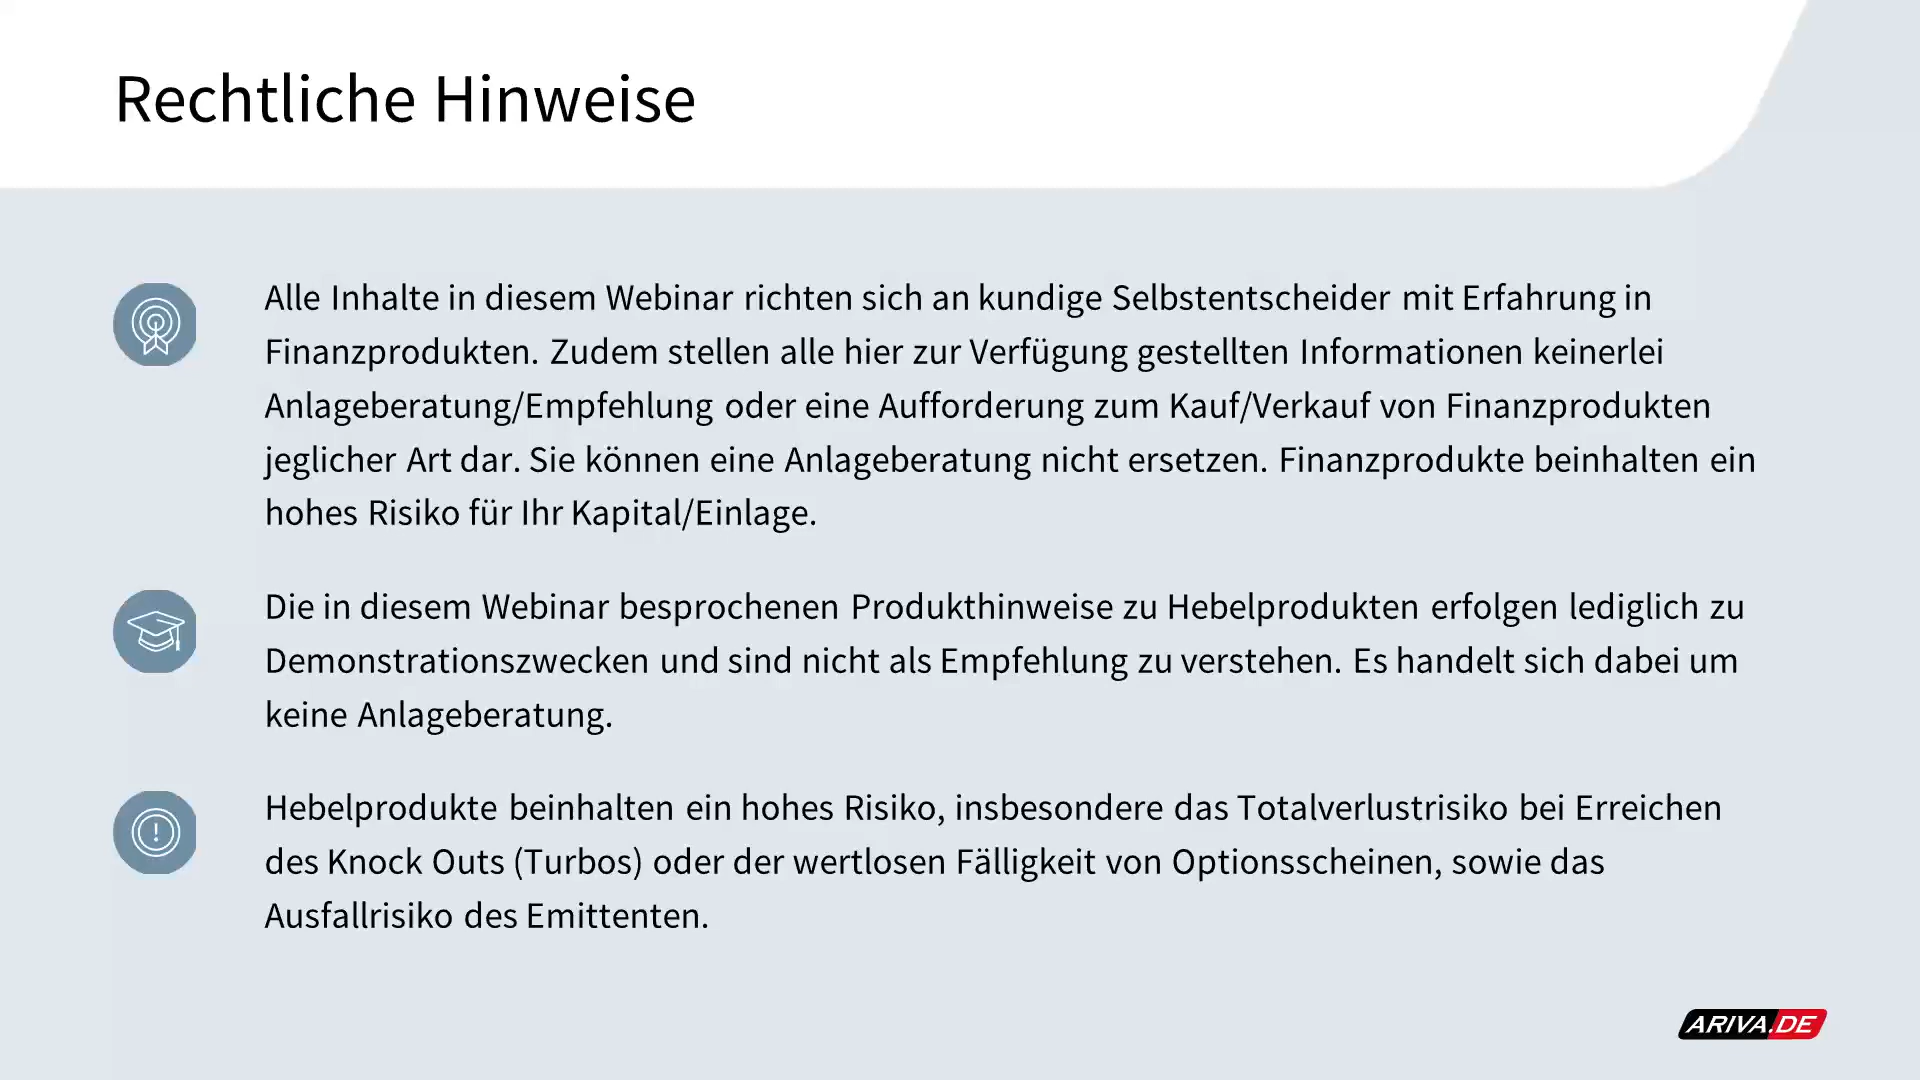 Rechtliche Hinweise
Alle Inhalte in diesem Webinar richten sich an kundige Selbstentscheider mit Erfahrung in
Finanzprodukten. Zudem stellen alle hier zur Verfügung gestellten Informationen keinerlei
Anlageberatung/Empfehlung oder eine Aufforderung zum Kauf/Verkauf von Finanzprodukten
jeglicher Art dar. Sie können eine Anlageberatung nicht ersetzen. Finanzprodukte beinhalten ein
hohes Risiko für Ihr Kapital/Einlage.
Die in diesem Webinar besprochenen Produkthinweise zu Hebelprodukten erfolgen lediglich zu
Demonstrationszwecken und sind nicht als Empfehlung zu verstehen. Es handelt sich dabei um
keine Anlageberatung.
Hebelprodukte beinhalten ein hohes Risiko, insbesondere das Totalverlustrisiko bei Erreichen
des Knock Outs (Turbos) oder der wertlosen Fälligkeit von Optionsscheinen, sowie das
Ausfallrisiko des Emittenten.
ARIVA.DE